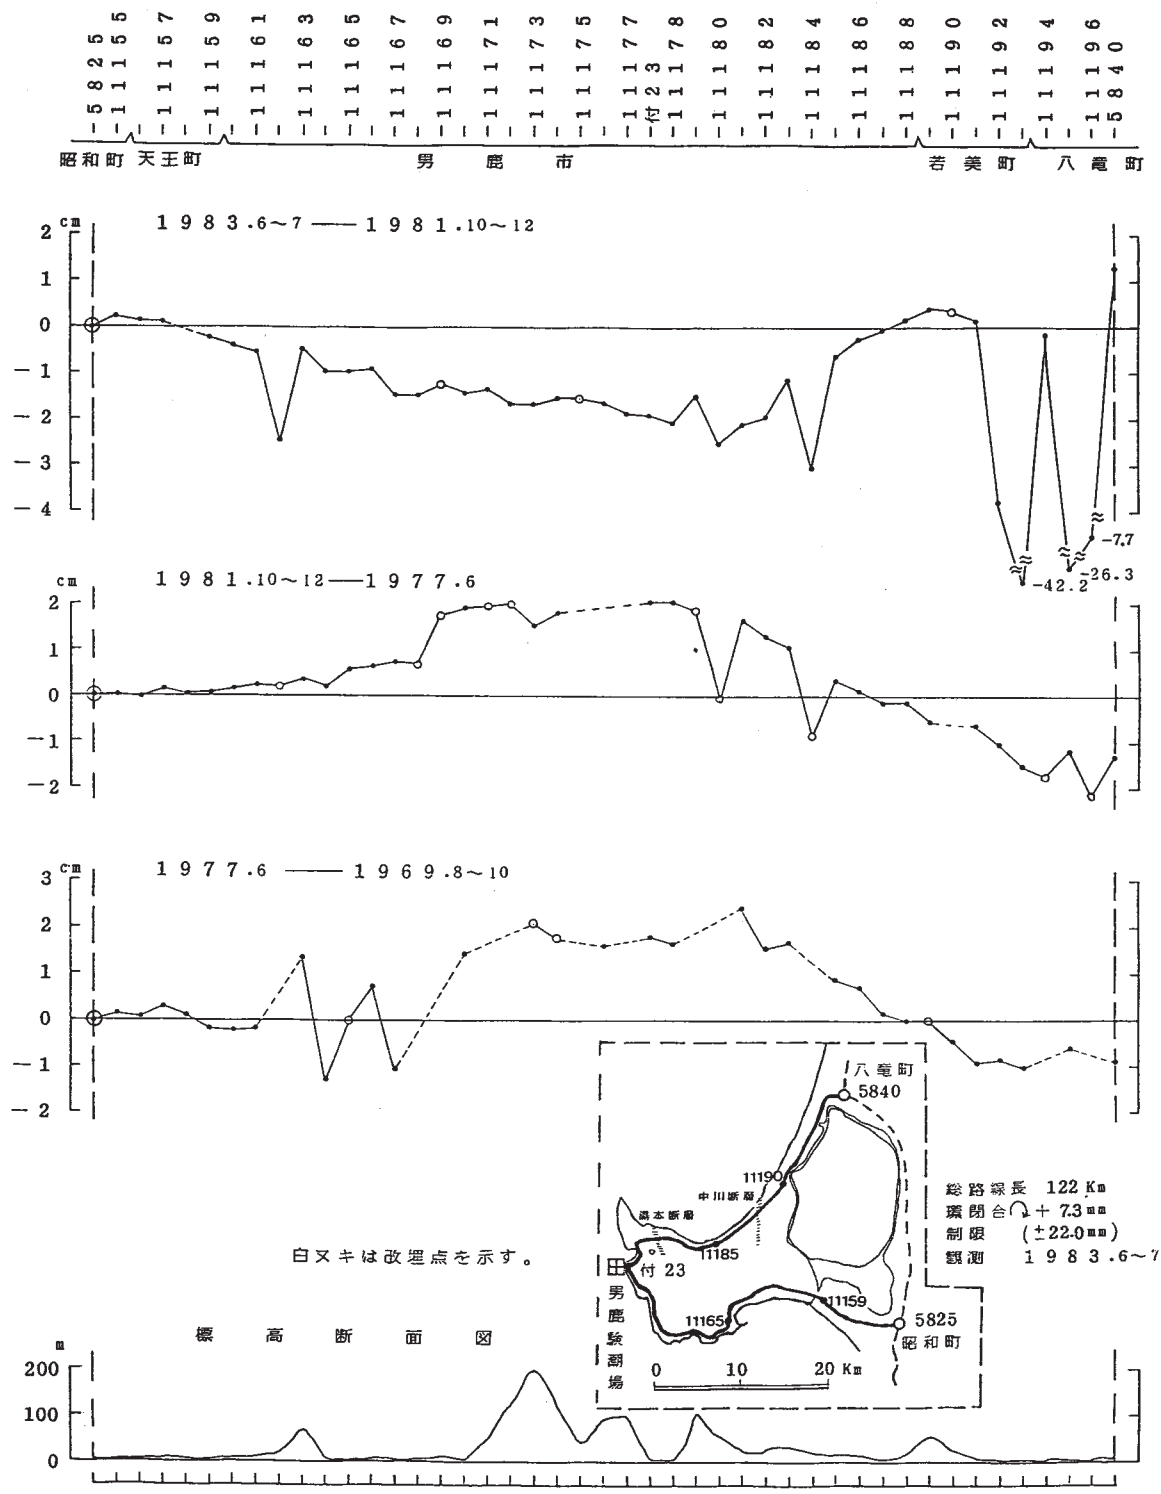 5825
11155
11157
11159
11161
11163
11165
11167
11169
11171
11173
11175
11177
付23
11178
11180
11182
11184
11186
11188
11190
11192
11194
11196
5840
昭和町 天王町 男鹿市 若美町 八竜町
cm
1983.6~7 —— 1981.10~12
2
1
0
-1
-2
-3
-4
-7.7
-26.3
-42.2
cm
1981.10~12 —— 1977.6
2
1
0
-1
-2
cm
1977.6 —— 1969.8~10
3
2
1
0
-1
-2
八竜町
5840
11190
中川断層
湯本断層
11185
付 23
男鹿験潮場
11165
11159
5825
昭和町
0 10 20 Km
総路線長 122 Km
環閉合 + 7.3 mm
制限 (±22.0 mm)
観測 1983.6~7
白ヌキは改埋点を示す。
標高断面図
m
200
100
0